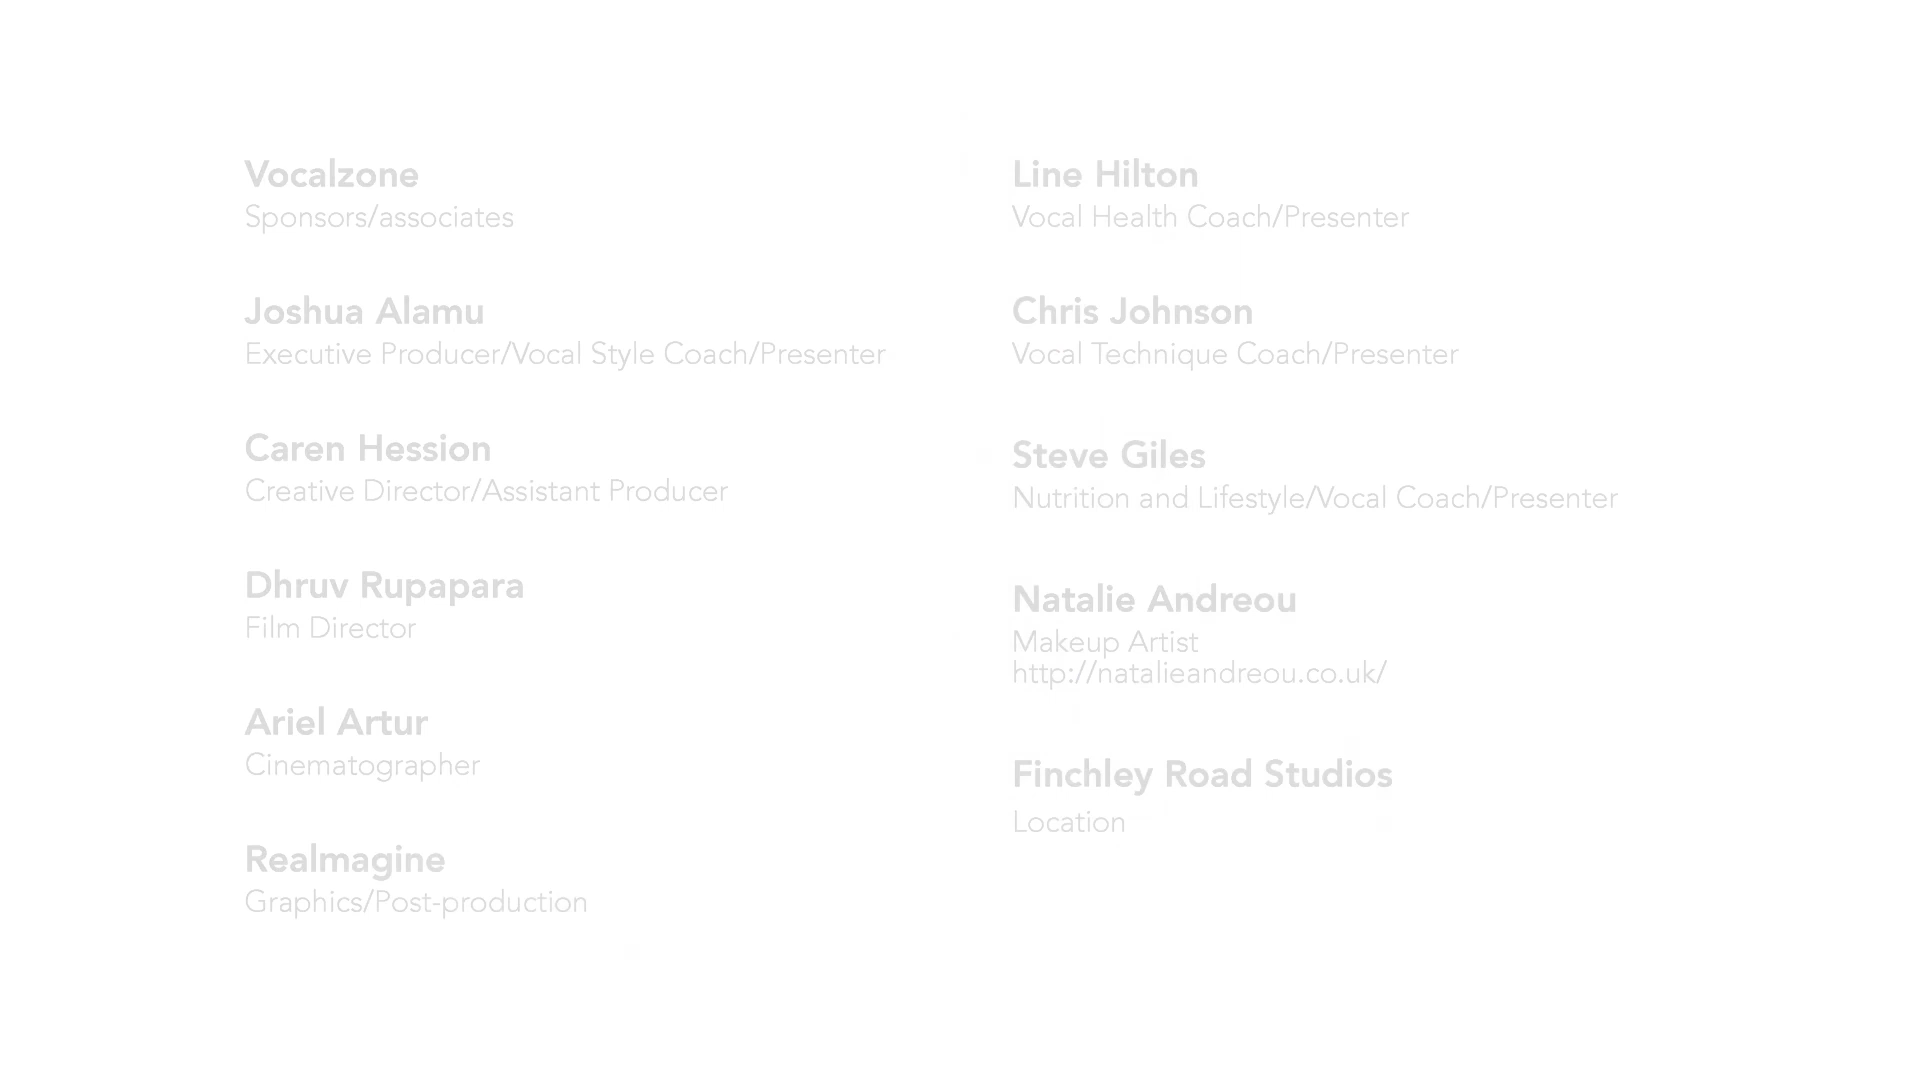 Vocalzone
Sponsors/associates
Joshua Alamu
Executive Producer/Vocal Style Coach/Presenter
Caren Hession
Creative Director/Assistant Producer
Dhruv Rupapara
Film Director
Ariel Artur
Cinematographer
Realmagine
Graphics/Post-production
Line Hilton
Vocal Health Coach/Presenter
Chris Johnson
Vocal Technique Coach/Presenter
Steve Giles
Nutrition and Lifestyle/Vocal Coach/Presenter
Natalie Andreou
Makeup Artist
http://natalieandreou.co.uk/
Finchley Road Studios
Location